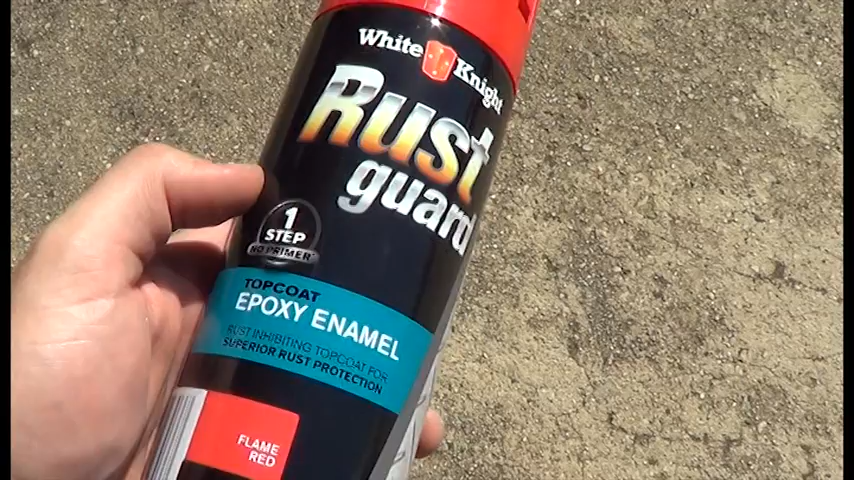 White Knight
Rust
guard
1
STEP
NO PRIMER
TOPCOAT
EPOXY ENAMEL
RUST INHIBITING TOPCOAT FOR
SUPERIOR RUST PROTECTION
FLAME
RED